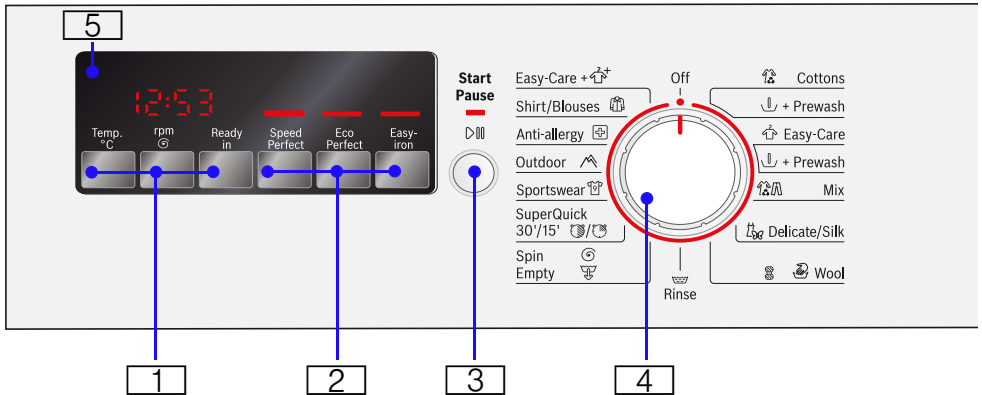 5
12:53
Temp.
°C
rpm
Ready
in
Speed
Perfect
Eco
Perfect
Easy-
iron
Start
Pause
Easy-Care +
Shirt/Blouses
Anti-allergy
Outdoor
Sportswear
SuperQuick
30'/15'
Spin
Empty
Off
Cottons
+ Prewash
Easy-Care
+ Prewash
Mix
Delicate/Silk
Wool
Rinse
1
2
3
4